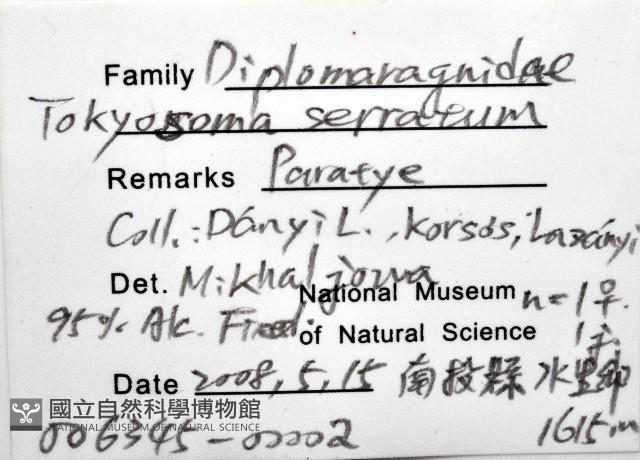 Family Diplomaragnidae
Tokyosoma serratum
Remarks Paratye
Coll.: Dányi L., Korsós, Lazányi
Det. Mikhaljowa
National Museum n=1♀.
95% Alc. Fixed. of Natural Science
Date 2008, 5, 15 南投縣 水里鄉
國立自然科學博物館
NATIONAL MUSEUM OF NATURAL SCIENCE
006345-00002 1615m